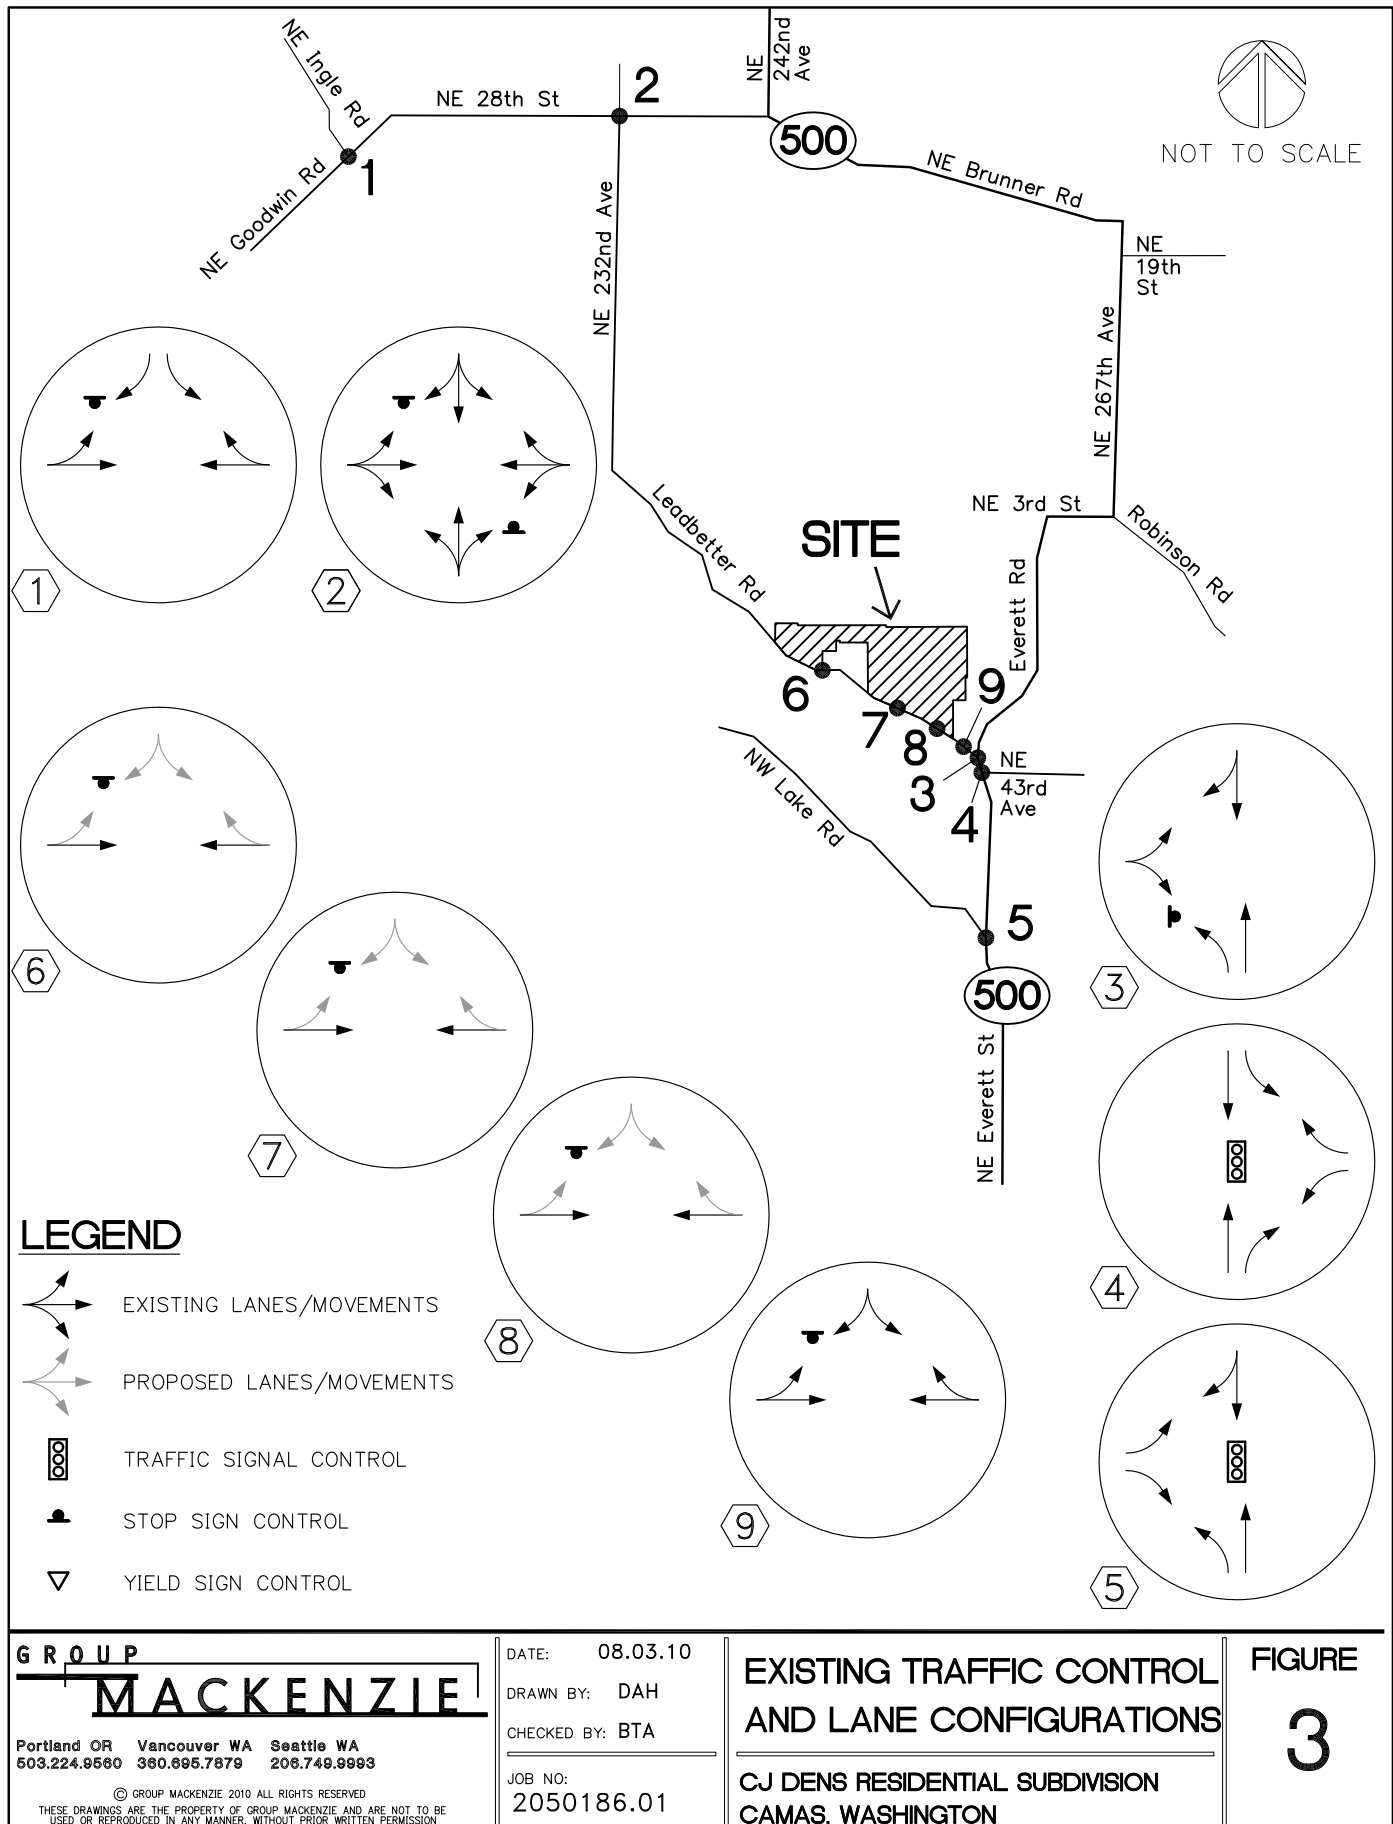 NE Ingle Rd
NE Goodwin Rd
1
NE 28th St
2
NE 232nd Ave
NE
242nd
Ave
500
NE Brunner Rd
NOT TO SCALE
NE
19th
St
NE 267th Ave
NE 3rd St
Robinson Rd
Everett Rd
Leadbetter Rd
SITE
6
7
8
9
3
4
NE
43rd
Ave
NW Lake Rd
5
500
NE Everett St
1
2
3
4
5
6
7
8
9
LEGEND
EXISTING LANES/MOVEMENTS
PROPOSED LANES/MOVEMENTS
TRAFFIC SIGNAL CONTROL
STOP SIGN CONTROL
YIELD SIGN CONTROL
GROUP
MACKENZIE
Portland OR Vancouver WA Seattle WA
503.224.9560 360.695.7879 206.749.9993
© GROUP MACKENZIE 2010 ALL RIGHTS RESERVED
THESE DRAWINGS ARE THE PROPERTY OF GROUP MACKENZIE AND ARE NOT TO BE
USED OR REPRODUCED IN ANY MANNER, WITHOUT PRIOR WRITTEN PERMISSION
DATE: 08.03.10
DRAWN BY: DAH
CHECKED BY: BTA
JOB NO:
2050186.01
EXISTING TRAFFIC CONTROL
AND LANE CONFIGURATIONS
CJ DENS RESIDENTIAL SUBDIVISION
CAMAS, WASHINGTON
FIGURE
3